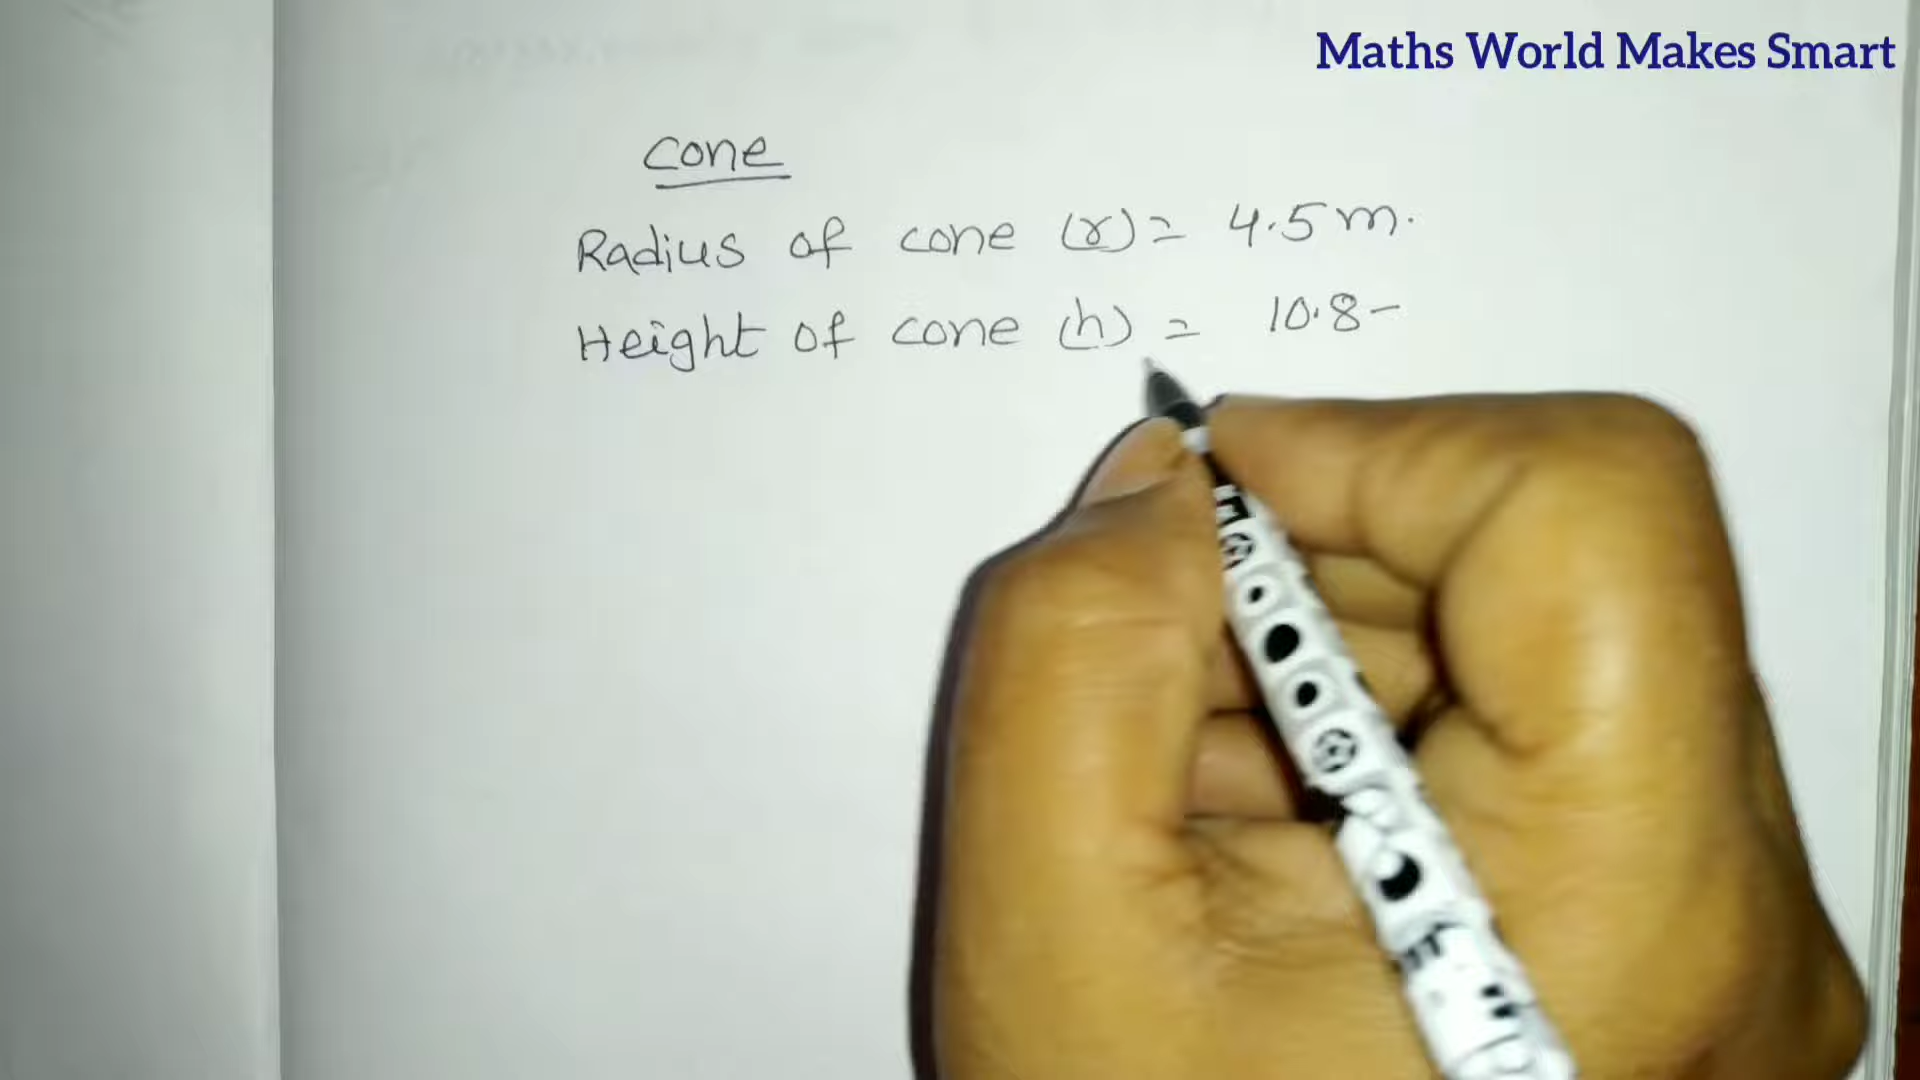 Maths World Makes Smart
Cone
Radius of cone (r) = 4.5 m.
Height of cone (h) = 10.8 -